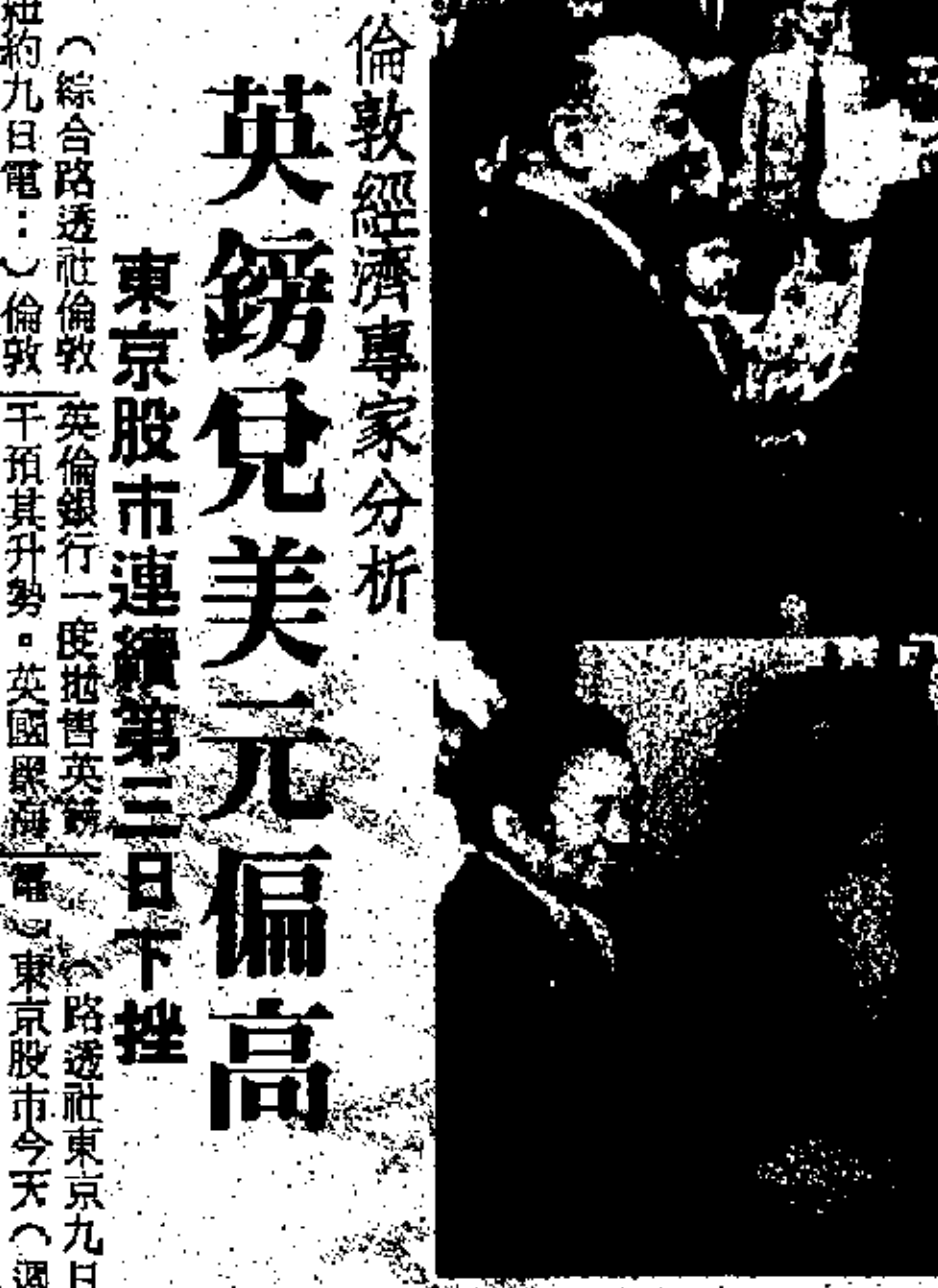 倫敦經濟專家分析
英鎊兌美元偏高
東京股市連續第三日下挫
（綜合路透社倫敦
紐約九日電：）倫敦
英倫銀行一度拋售英鎊
干預其升勢。英國北海
（路透社東京九日
電）東京股市今天（週